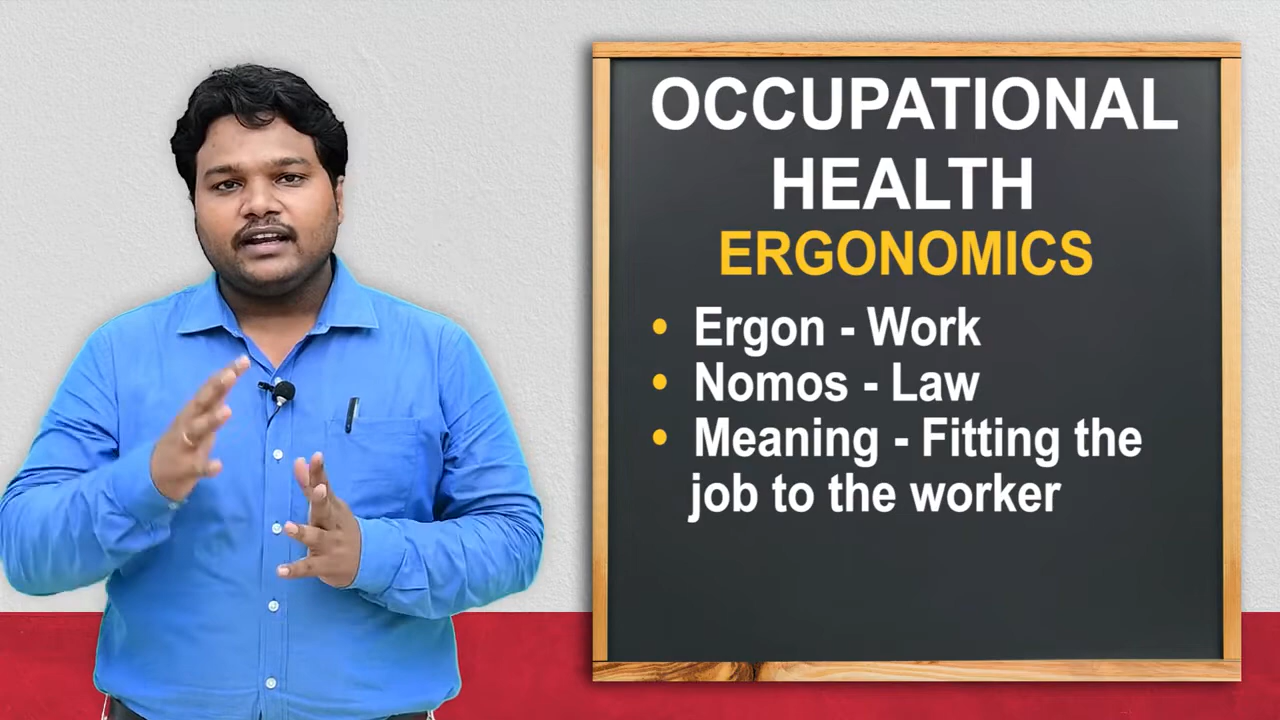 OCCUPATIONAL
HEALTH
ERGONOMICS
• Ergon - Work
• Nomos - Law
• Meaning - Fitting the
job to the worker